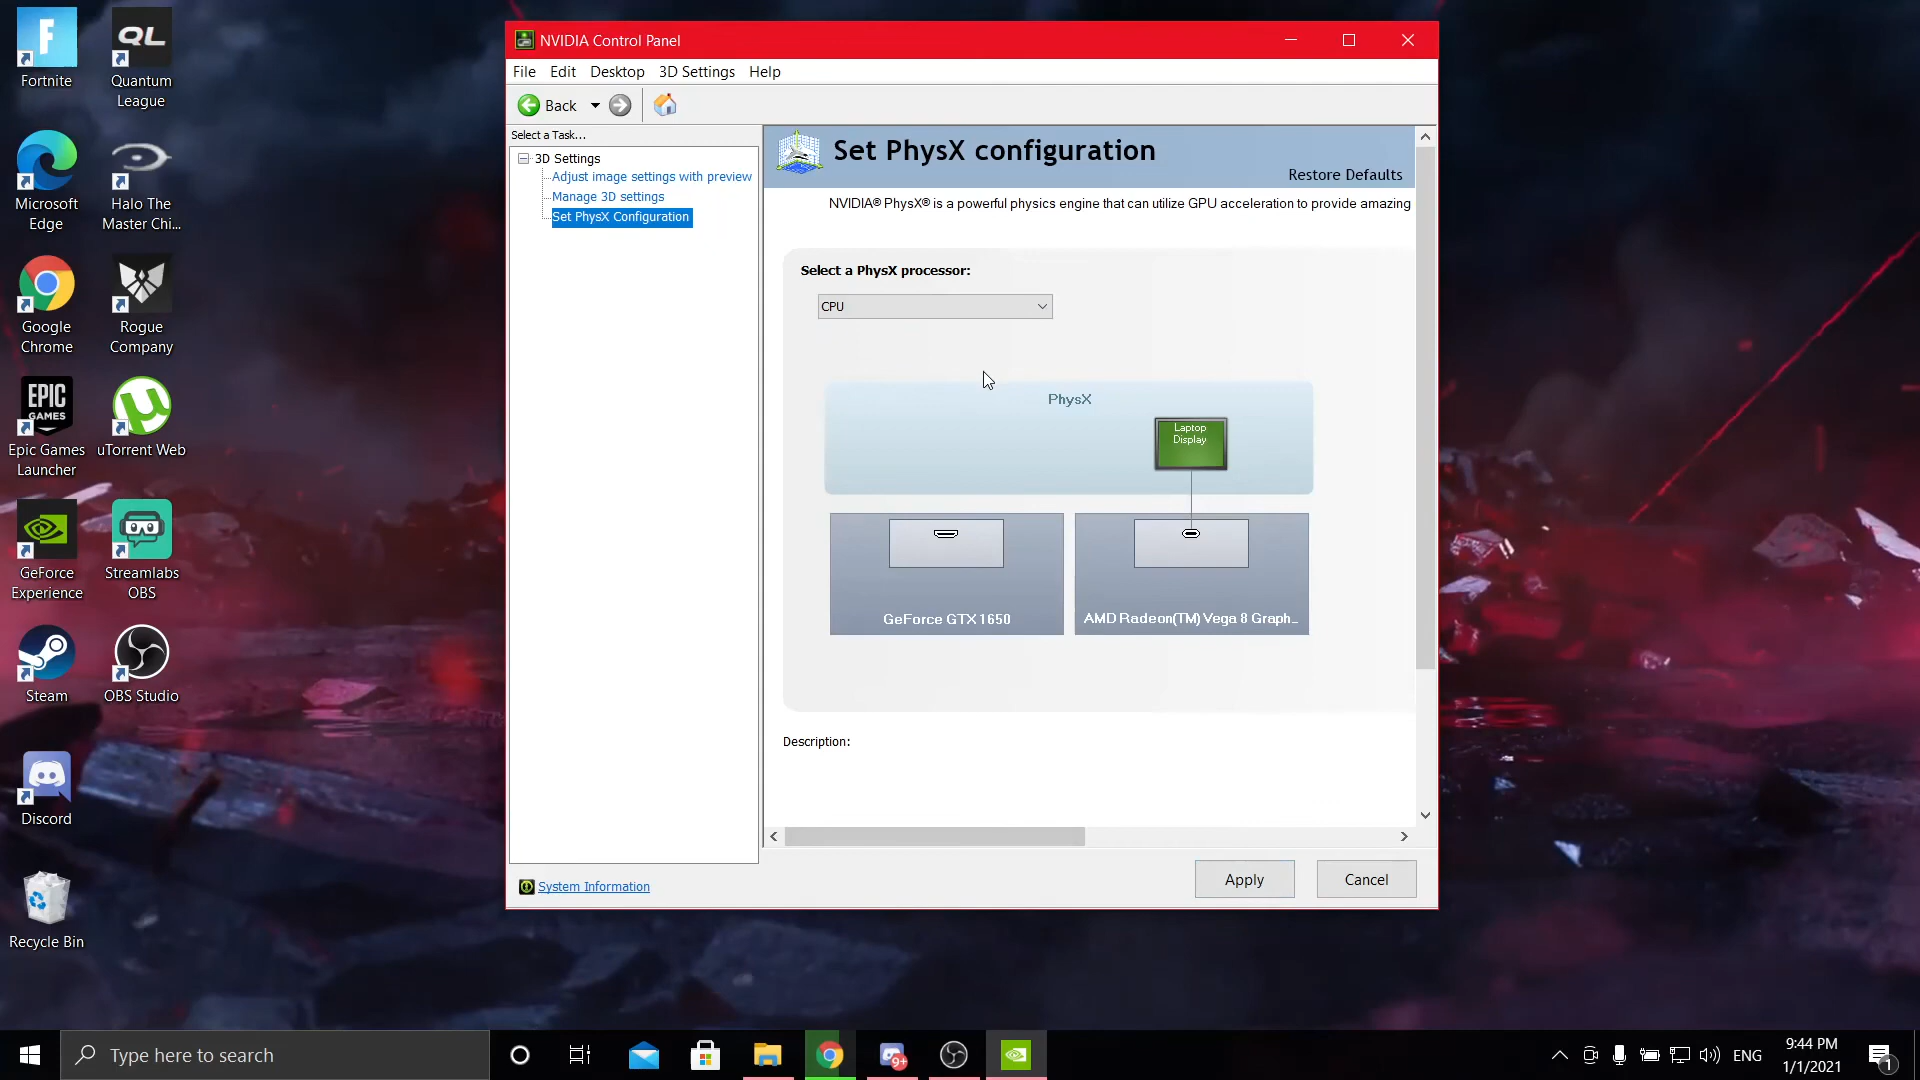 Fortnite
QL
Quantum
League
Microsoft
Edge
Halo The
Master Chi...
Google
Chrome
Rogue
Company
EPIC
GAMES
Epic Games
Launcher
uTorrent Web
GeForce
Experience
Streamlabs
OBS
Steam
OBS Studio
Discord
Recycle Bin
NVIDIA Control Panel
File Edit Desktop 3D Settings Help
Back
Select a Task...
3D Settings
Adjust image settings with preview
Manage 3D settings
Set PhysX Configuration
System Information
Set PhysX configuration
Restore Defaults
NVIDIA® PhysX® is a powerful physics engine that can utilize GPU acceleration to provide amazing
Select a PhysX processor:
CPU
PhysX
Laptop
Display
GeForce GTX 1650
AMD Radeon(TM) Vega 8 Graph...
Description:
Apply
Cancel
Type here to search
9+
ENG
9:44 PM
1/1/2021
1